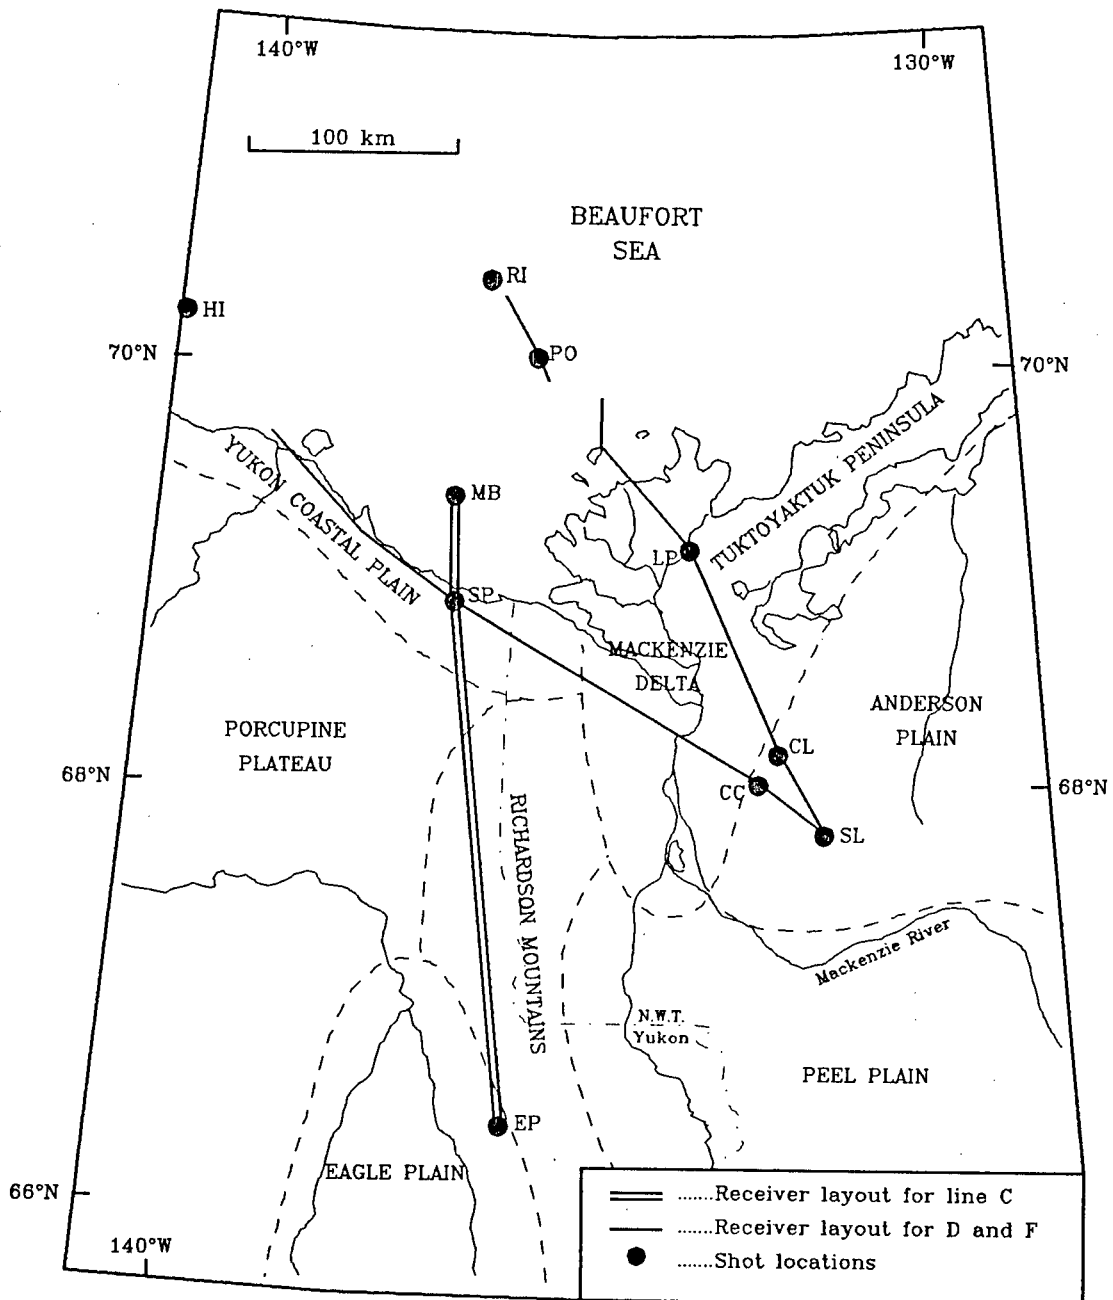 140°W
130°W
100 km
BEAUFORT
SEA
RI
HI
PO
70°N
70°N
YUKON COASTAL PLAIN
TUKTOYAKTUK PENINSULA
MB
LP
SP
MACKENZIE
DELTA
ANDERSON
PLAIN
PORCUPINE
PLATEAU
CL
68°N
CC
68°N
SL
RICHARDSON MOUNTAINS
Mackenzie River
N.W.T.
Yukon
PEEL PLAIN
EP
EAGLE PLAIN
66°N
140°W
.......Receiver layout for line C
.......Receiver layout for D and F
.......Shot locations